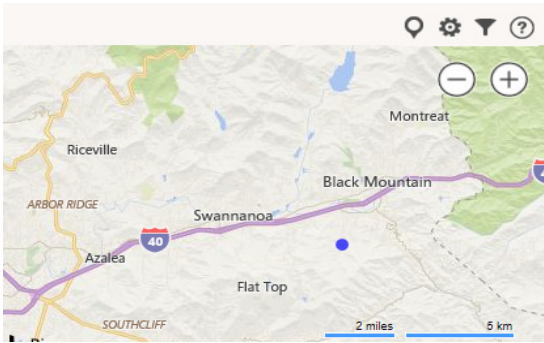 ?
Montreat
Riceville
Black Mountain
ARBOR RIDGE
Swannanoa
40
Azalea
Flat Top
SOUTHCLIFF
2 miles
5 km